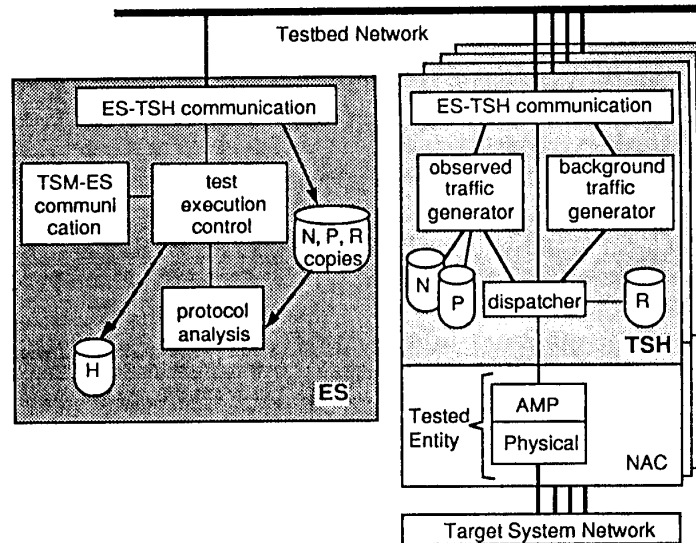 Testbed Network
ES-TSH communication
TSM-ES
communi
cation
test
execution
control
N, P, R
copies
protocol
analysis
H
ES
ES-TSH communication
observed
traffic
generator
background
traffic
generator
N
P
dispatcher
R
TSH
Tested
Entity
AMP
Physical
NAC
Target System Network